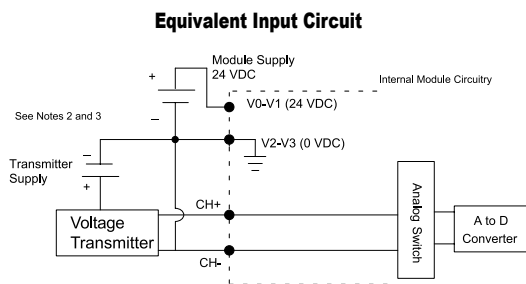 Equivalent Input Circuit
Module Supply
24 VDC
+
−
Internal Module Circuitry
V0-V1 (24 VDC)
See Notes 2 and 3
V2-V3 (0 VDC)
Transmitter
Supply
−
+
CH+
Voltage
Transmitter
CH-
Analog Switch
A to D
Converter